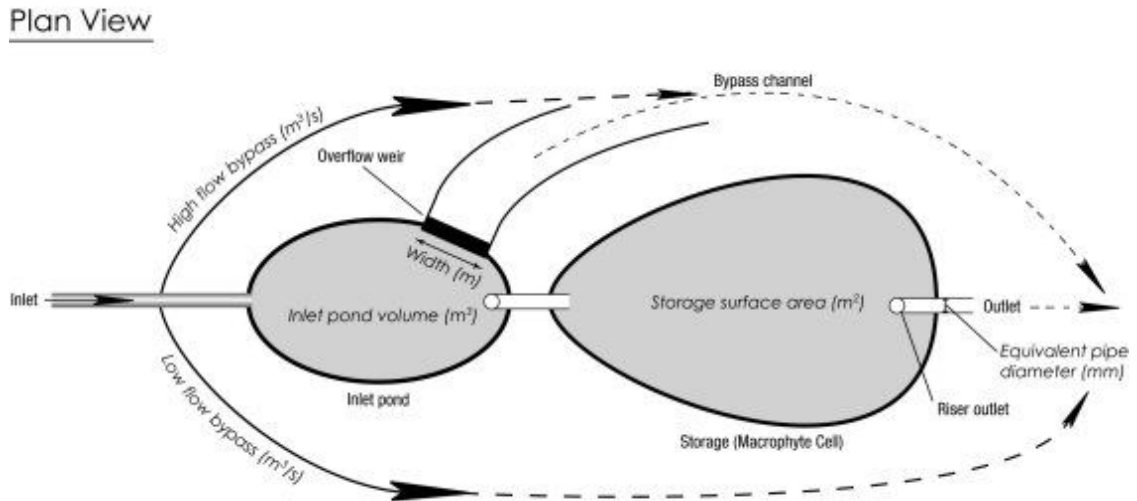 Plan View
Bypass channel
High flow bypass (m³/s)
Overflow weir
Width (m)
Inlet
Inlet pond volume (m³)
Storage surface area (m²)
Outlet
Equivalent pipe
diameter (mm)
Low flow bypass (m³/s)
Inlet pond
Riser outlet
Storage (Macrophyte Cell)